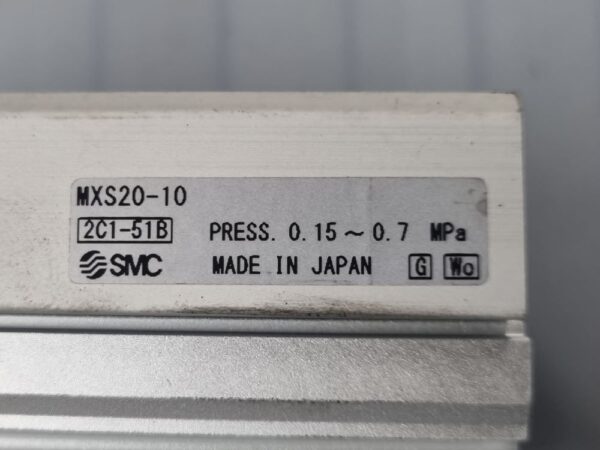 MXS20-10
2C1-51B PRESS. 0.15~0.7 MPa
SMC MADE IN JAPAN G Wo